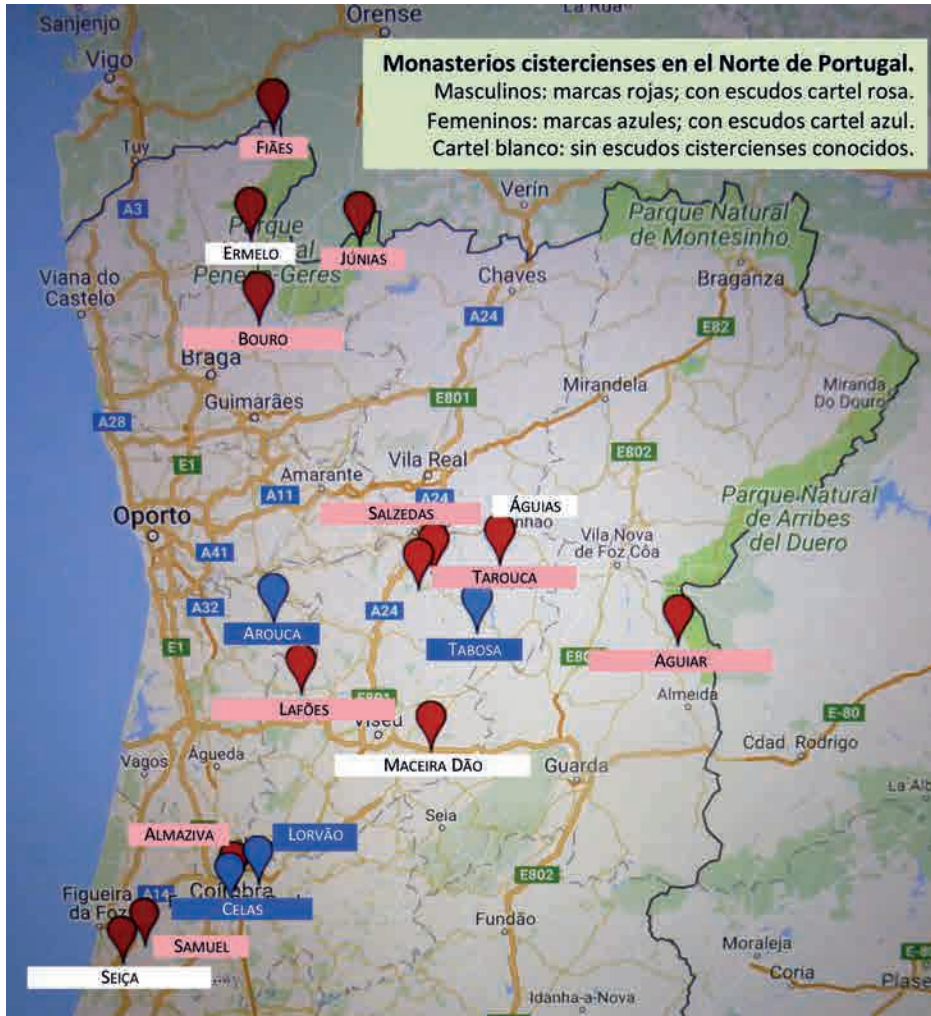 Sanjenjo
Orense
La Rúa
Vigo
Monasterios cistercienses en el Norte de Portugal.
Masculinos: marcas rojas; con escudos cartel rosa.
Femeninos: marcas azules; con escudos cartel azul.
Cartel blanco: sin escudos cistercienses conocidos.
FIÃES
Tuy
Verín
A3
Parque
Parque Natural
de Montesinho
ERMELO
JÚNIAS
Viana do
Castelo
Chaves
Braganza
BOURO
A24
E82
Braga
Mirandela
Miranda
Do Douro
Guimarães
E801
A28
E1
E802
Amarante
Vila Real
A11
A24
Parque Natural
de Arribes
del Duero
SALZEDAS
ÁGUIAS
Oporto
Vila Nova
de Foz Côa
A41
TAROUCA
A32
A24
AROUCA
TABOSA
E1
AGUIAR
LAFÕES
Almeida
E801
Viseu
E-80
MACEIRA DÃO
Vagos
Águeda
Guarda
Cdad. Rodrigo
Seia
ALMAZIVA
LORVÃO
Coimbra
E802
Figueira
da Foz
A14
CELAS
Fundão
SAMUEL
Moraleja
SEIÇA
Coria
Idanha-a-Nova